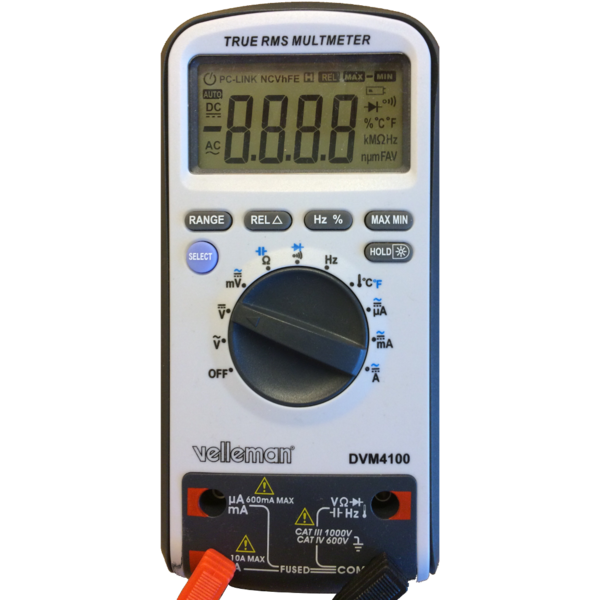 TRUE RMS MULTMETER
PC-LINK NCVhFE H REL MAX - MIN
AUTO
DC
AC
8.8.8.8
% °C °F
kMΩHz
nµmFAV
RANGE
REL △
Hz %
MAX MIN
SELECT
HOLD
Ω
Hz
°C°F
mV
µA
V
mA
V
A
OFF
velleman®
DVM4100
µA 600mA MAX
mA
VΩ
Hz
CAT III 1000V
CAT IV 600V
10A MAX
FUSED